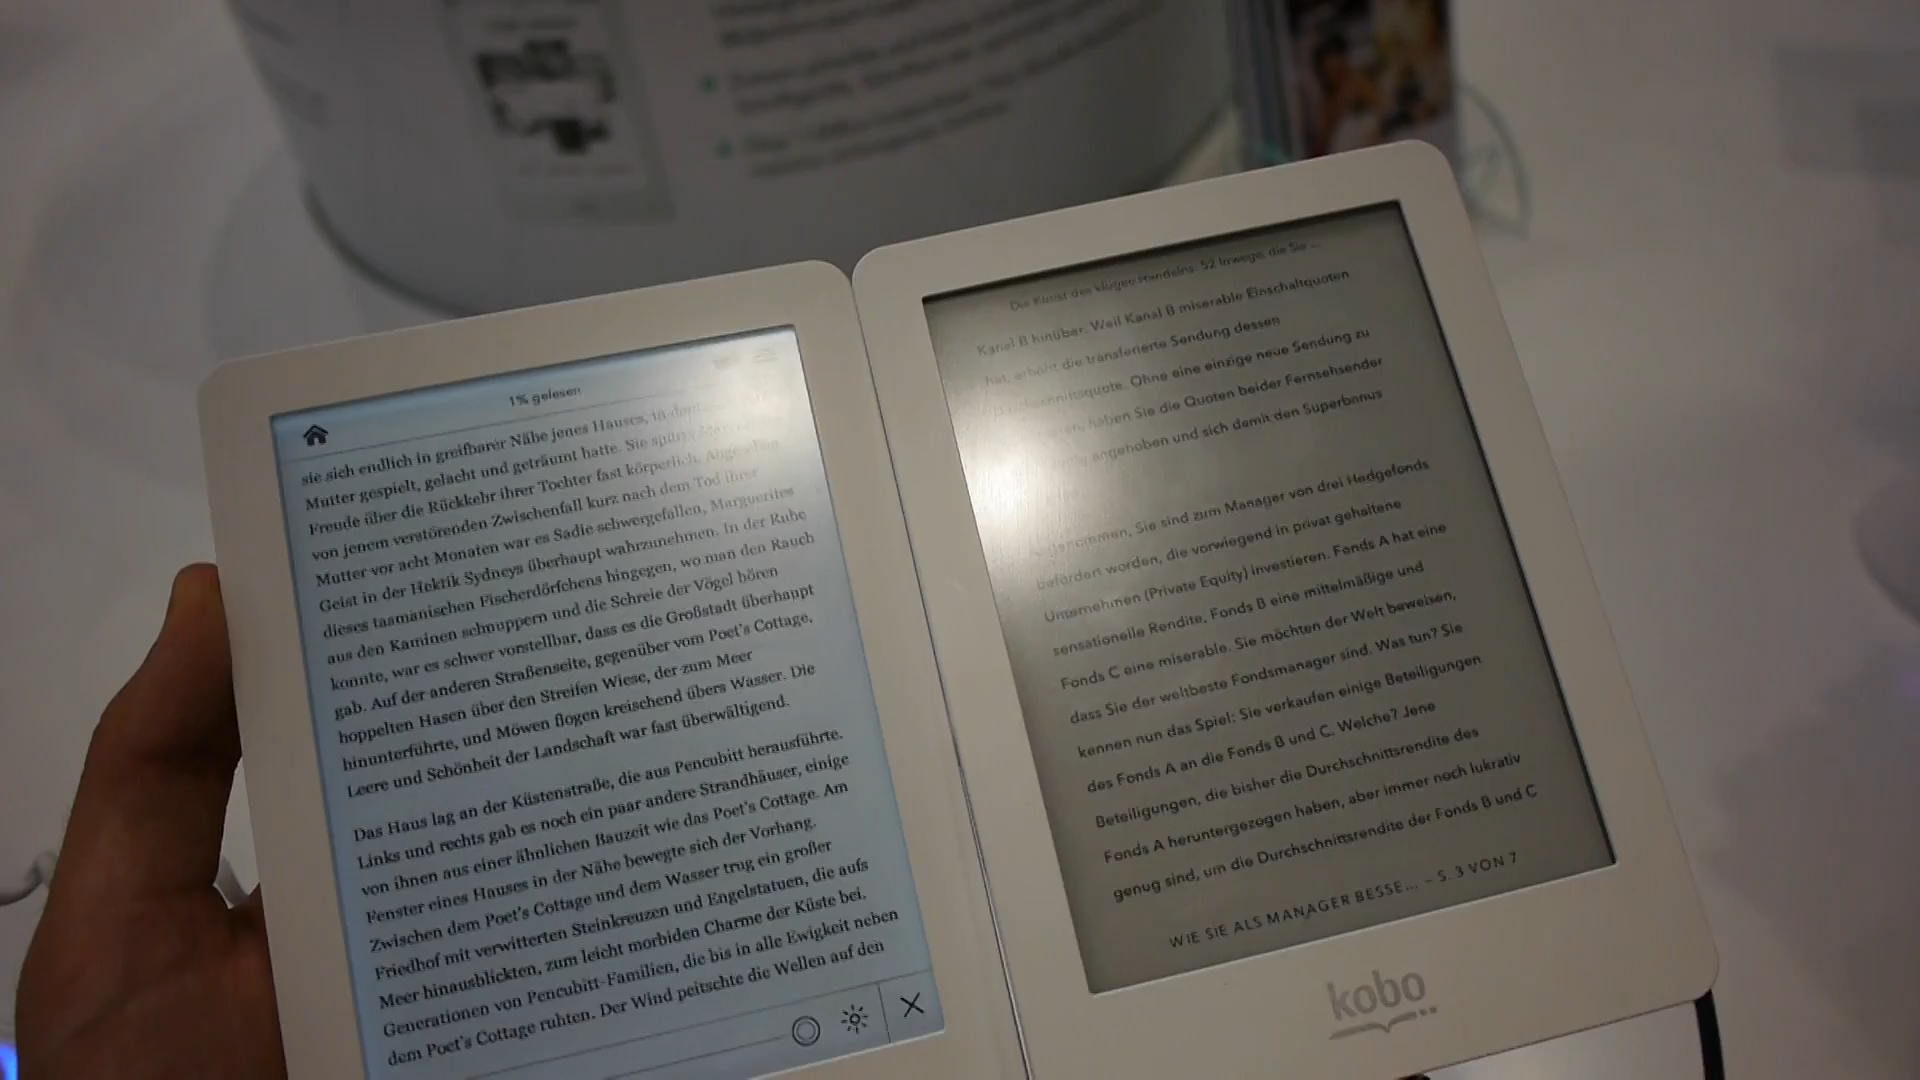 1% gelesen
sie sich endlich in greifbarer Nähe jenes Hauses, in dem
Mutter gespielt, gelacht und geträumt hatte. Sie spürte
Freude über die Rückkehr ihrer Tochter fast körperlich.
von jenem verstörenden Zwischenfall kurz nach dem Tod ihrer
Mutter vor acht Monaten war es Sadie schwergefallen, Marguerites
Geist in der Hektik Sydneys überhaupt wahrzunehmen. In der Ruhe
dieses tasmanischen Fischerdörfchens hingegen, wo man den Rauch
aus den Kaminen schnuppern und die Schreie der Vögel hören
konnte, war es schwer vorstellbar, dass es die Großstadt überhaupt
gab. Auf der anderen Straßenseite, gegenüber vom Poet's Cottage,
hoppelten Hasen über den Streifen Wiese, der zum Meer
hinunterführte, und Möwen flogen kreischend übers Wasser. Die
Leere und Schönheit der Landschaft war fast überwältigend.
Das Haus lag an der Küstenstraße, die aus Pencubitt herausführte.
Links und rechts gab es noch ein paar andere Strandhäuser, einige
von ihnen aus einer ähnlichen Bauzeit wie das Poet's Cottage. Am
Fenster eines Hauses in der Nähe bewegte sich der Vorhang.
Zwischen dem Poet's Cottage und dem Wasser trug ein großer
Friedhof mit verwitterten Steinkreuzen und Engelstatuen, die aufs
Meer hinausblickten, zum leicht morbiden Charme der Küste bei.
Generationen von Pencubitt-Familien, die bis in alle Ewigkeit neben
dem Poet's Cottage ruhten. Der Wind peitschte die Wellen auf den
Die Kunst des klugen Handelns: 52 Irrwege, die Sie ...
Kanal B hinüber. Weil Kanal B miserable Einschaltquoten
hat, erhöht die transferierte Sendung dessen
Ohne eine einzige neue Sendung zu
haben Sie die Quoten beider Fernsehsender
angehoben und sich damit den Superbonus
Angenommen, Sie sind zum Manager von drei Hedgefonds
befördert worden, die vorwiegend in privat gehaltene
Unternehmen (Private Equity) investieren. Fonds A hat eine
sensationelle Rendite, Fonds B eine mittelmäßige und
Fonds C eine miserable. Sie möchten der Welt beweisen,
dass Sie der weltbeste Fondsmanager sind. Was tun? Sie
kennen nun das Spiel: Sie verkaufen einige Beteiligungen
des Fonds A an die Fonds B und C. Welche? Jene
Beteiligungen, die bisher die Durchschnittsrendite des
Fonds A heruntergezogen haben, aber immer noch lukrativ
genug sind, um die Durchschnittsrendite der Fonds B und C
WIE SIE ALS MANAGER BESSE... – S. 3 VON 7
kobo